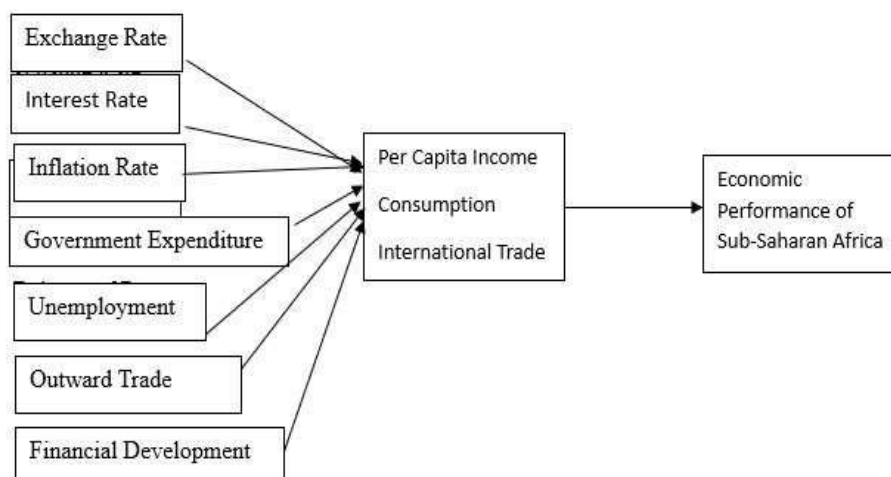 Exchange Rate
Interest Rate
Inflation Rate
Government Expenditure
Unemployment
Outward Trade
Financial Development
Per Capita Income
Consumption
International Trade
Economic
Performance of
Sub-Saharan Africa